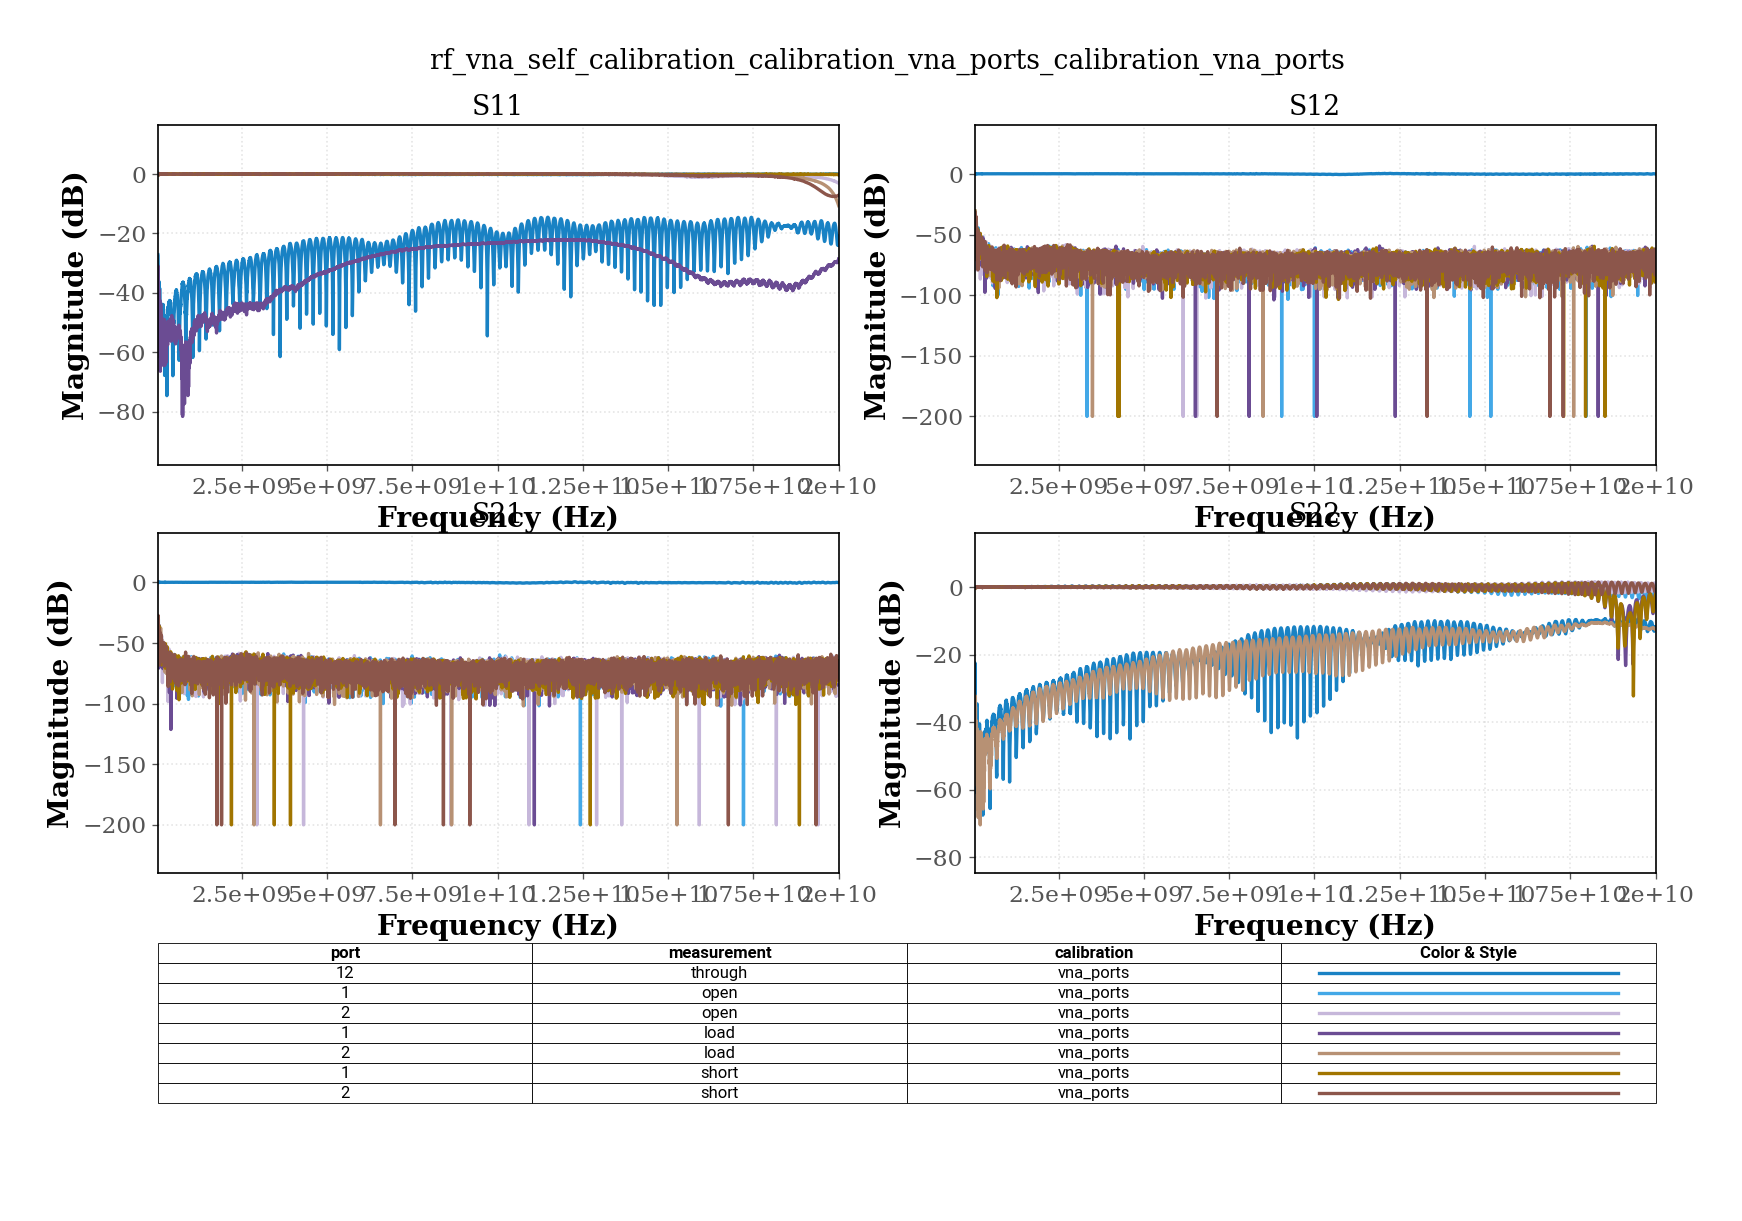 rf_vna_self_calibration_calibration_vna_ports_calibration_vna_ports
S11
Magnitude (dB)
0
−20
−40
−60
−80
2.5e+09 5e+09 7.5e+09 1e+10 1.25e+10 1.5e+10 1.75e+10 2e+10
Frequency (Hz)
S12
Magnitude (dB)
0
−50
−100
−150
−200
2.5e+09 5e+09 7.5e+09 1e+10 1.25e+10 1.5e+10 1.75e+10 2e+10
Frequency (Hz)
S21
Magnitude (dB)
0
−50
−100
−150
−200
2.5e+09 5e+09 7.5e+09 1e+10 1.25e+10 1.5e+10 1.75e+10 2e+10
Frequency (Hz)
S22
Magnitude (dB)
0
−20
−40
−60
−80
2.5e+09 5e+09 7.5e+09 1e+10 1.25e+10 1.5e+10 1.75e+10 2e+10
Frequency (Hz)
port measurement calibration Color & Style
12 through vna_ports
1 open vna_ports
2 open vna_ports
1 load vna_ports
2 load vna_ports
1 short vna_ports
2 short vna_ports